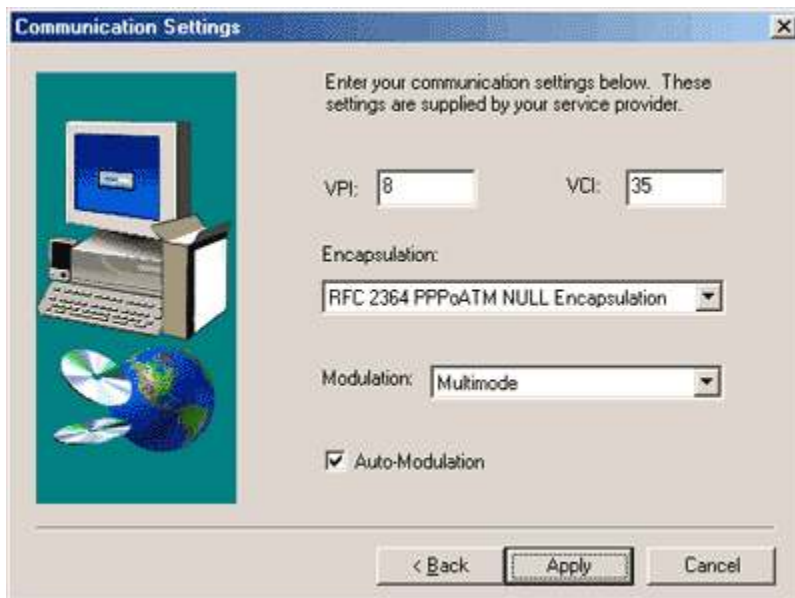 Communication Settings
Enter your communication settings below. These
settings are supplied by your service provider.
VPI: 8 VCI: 35
Encapsulation:
RFC 2364 PPPoATM NULL Encapsulation
Modulation: Multimode
Auto-Modulation
< Back Apply Cancel